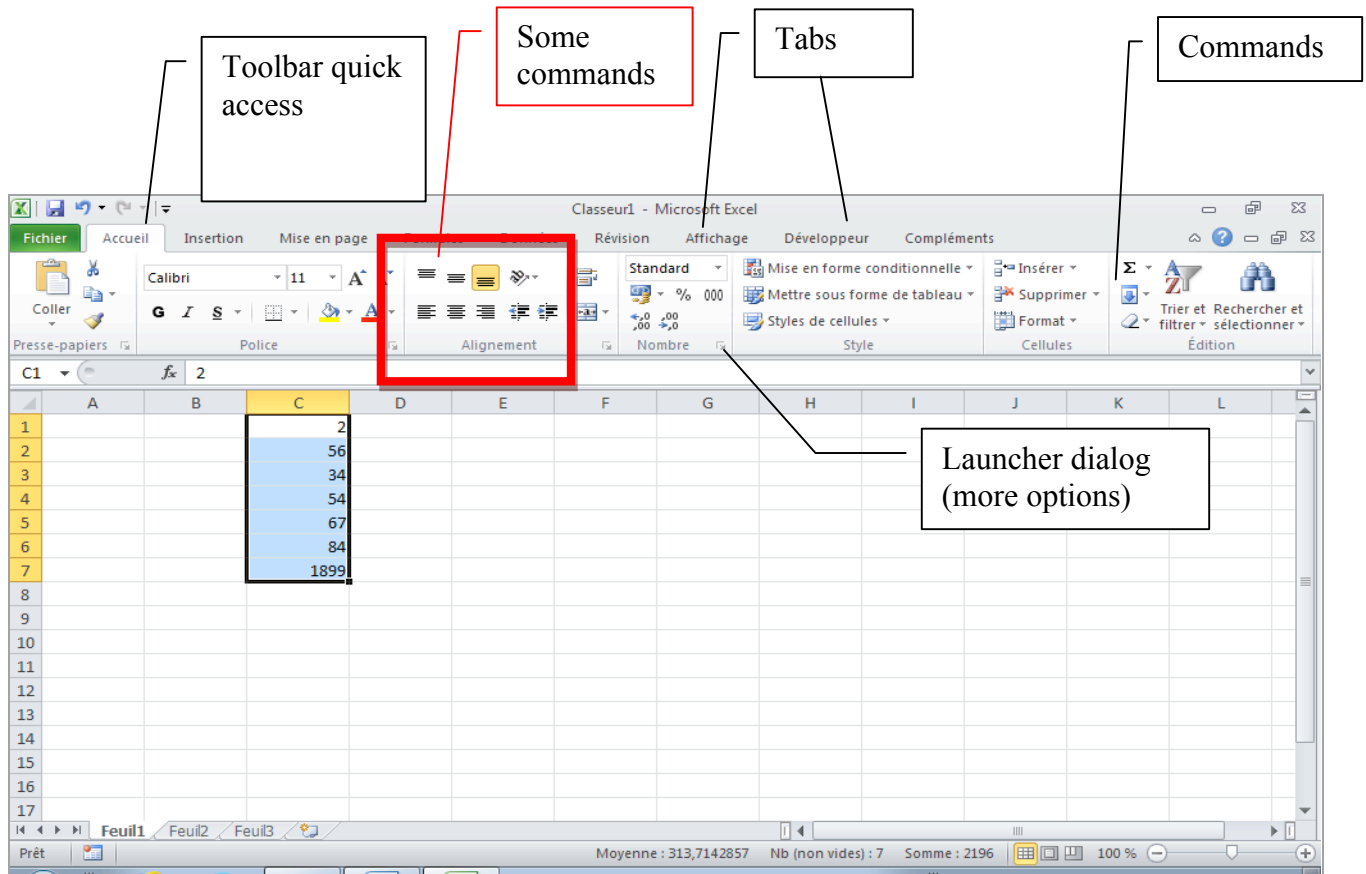 Some
commands
Tabs
Commands
Toolbar quick
access
Classeur1 - Microsoft Excel
Fichier Accueil Insertion Mise en page Révision Affichage Développeur Compléments
Calibri 11 A A Standard Mise en forme conditionnelle Insérer Σ
Coller % 000 Mettre sous forme de tableau Supprimer Trier et Rechercher et
G I S A ,00 Styles de cellules Format filtrer sélectionner
Presse-papiers Police Alignement Nombre Style Cellules Édition
C1 fx 2
A B C D E F G H I J K L
1 2
2 56
3 34
4 54
5 67
6 84
7 1899
8
9
10
11
12
13
14
15
16
17
Launcher dialog
(more options)
Feuil1 Feuil2 Feuil3
Prêt Moyenne : 313,7142857 Nb (non vides) : 7 Somme : 2196 100 %